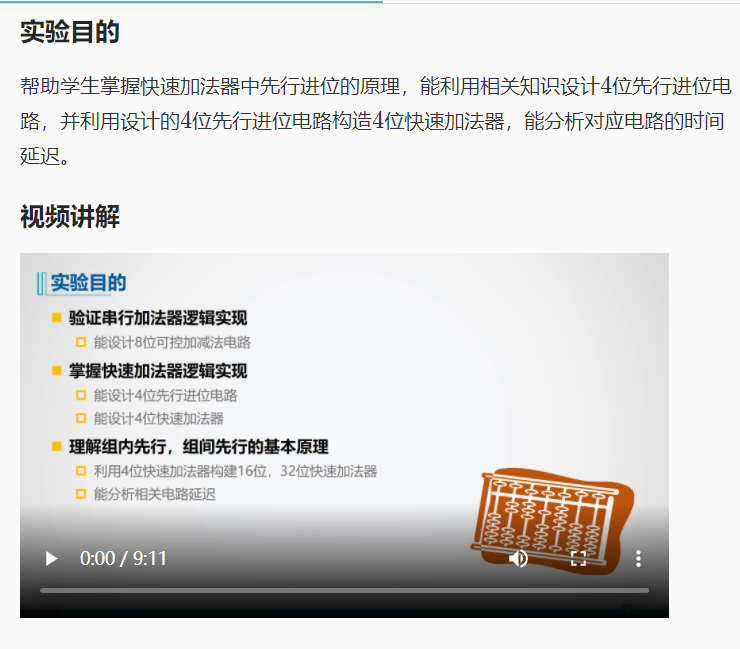 实验目的
帮助学生掌握快速加法器中先行进位的原理，能利用相关知识设计4位先行进位电
路，并利用设计的4位先行进位电路构造4位快速加法器，能分析对应电路的时间
延迟。
视频讲解
实验目的
验证串行加法器逻辑实现
能设计8位可控加减法电路
掌握快速加法器逻辑实现
能设计4位先行进位电路
能设计4位快速加法器
理解组内先行，组间先行的基本原理
利用4位快速加法器构建16位，32位快速加法器
能分析相关电路延迟
0:00 / 9:11